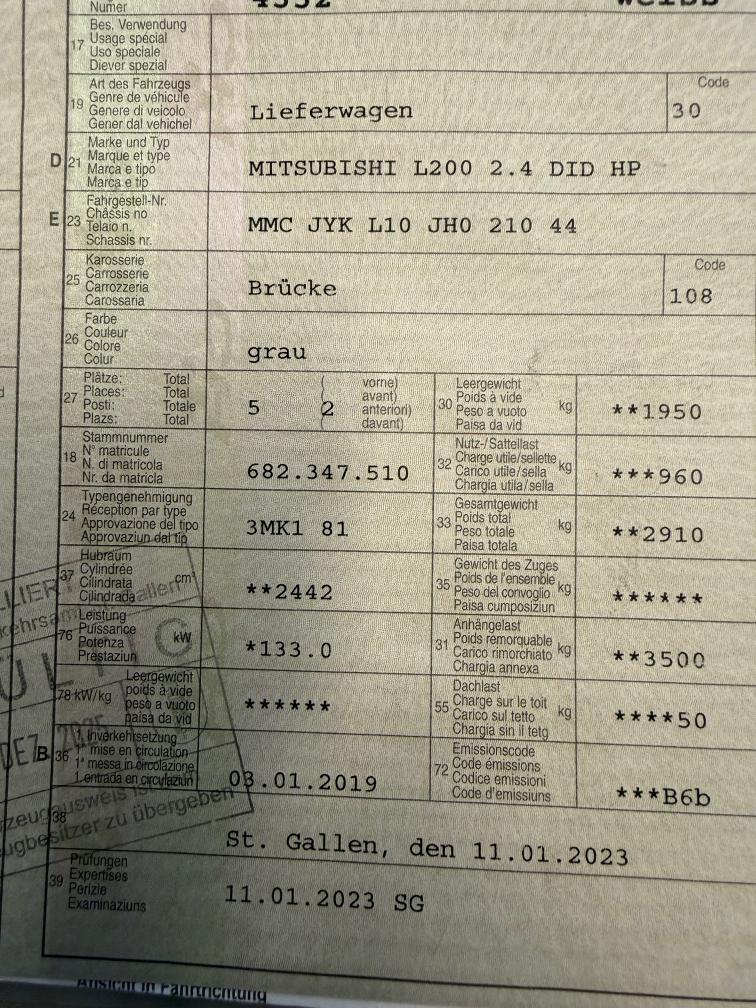 Numer
17 Bes. Verwendung
Usage spécial
Uso speciale
Diever spezial
19 Art des Fahrzeugs
Genre de véhicule
Genere di veicolo
Gener dal vehichel
Lieferwagen
Code
30
D 21 Marke und Typ
Marque et type
Marca e tipo
Marca e tip
MITSUBISHI L200 2.4 DID HP
E 23 Fahrgestell-Nr.
Châssis no
Telaio n.
Schassis nr.
MMC JYK L10 JH0 210 44
25 Karosserie
Carrosserie
Carrozzeria
Carossaria
Brücke
Code
108
26 Farbe
Couleur
Colore
Colur
grau
27 Plätze: Total
Places: Total
Posti: Totale
Plazs: Total
5 ( 2 vorne)
avant)
anteriori)
davant)
30 Leergewicht
Poids à vide
Peso a vuoto
Paisa da vid
kg
**1950
18 Stammnummer
N° matricule
N. di matricola
Nr. da matricla
682.347.510
32 Nutz-/Sattellast
Charge utile/sellette
Carico utile/sella
Chargia utila/sella
kg
***960
24 Typengenehmigung
Réception par type
Approvazione del tipo
Approvaziun dal tip
3MK1 81
33 Gesamtgewicht
Poids total
Peso totale
Paisa totala
kg
**2910
37 Hubraum
Cylindrée
Cilindrata
Cilindrada
cm³
**2442
35 Gewicht des Zuges
Poids de l'ensemble
Peso del convoglio
Paisa cumposiziun
kg
******
76 Leistung
Puissance
Potenza
Prestaziun
kW
*133.0
31 Anhängelast
Poids remorquable
Carico rimorchiato
Chargia annexa
kg
**3500
78 kW/kg Leergewicht
poids à vide
peso a vuoto
paisa da vid
******
55 Dachlast
Charge sur le toit
Carico sul tetto
Chargia sin il tetg
kg
****50
B 36 1. Inverkehrsetzung
1re mise en circulation
1a messa in circolazione
1. entrada en circulaziun
03.01.2019
72 Emissionscode
Code émissions
Codice emissioni
Code d'emissiuns
***B6b
38
St. Gallen, den 11.01.2023
39 Prüfungen
Expertises
Perizie
Examinaziuns
11.01.2023 SG
Ansicht in Fahrtrichtung